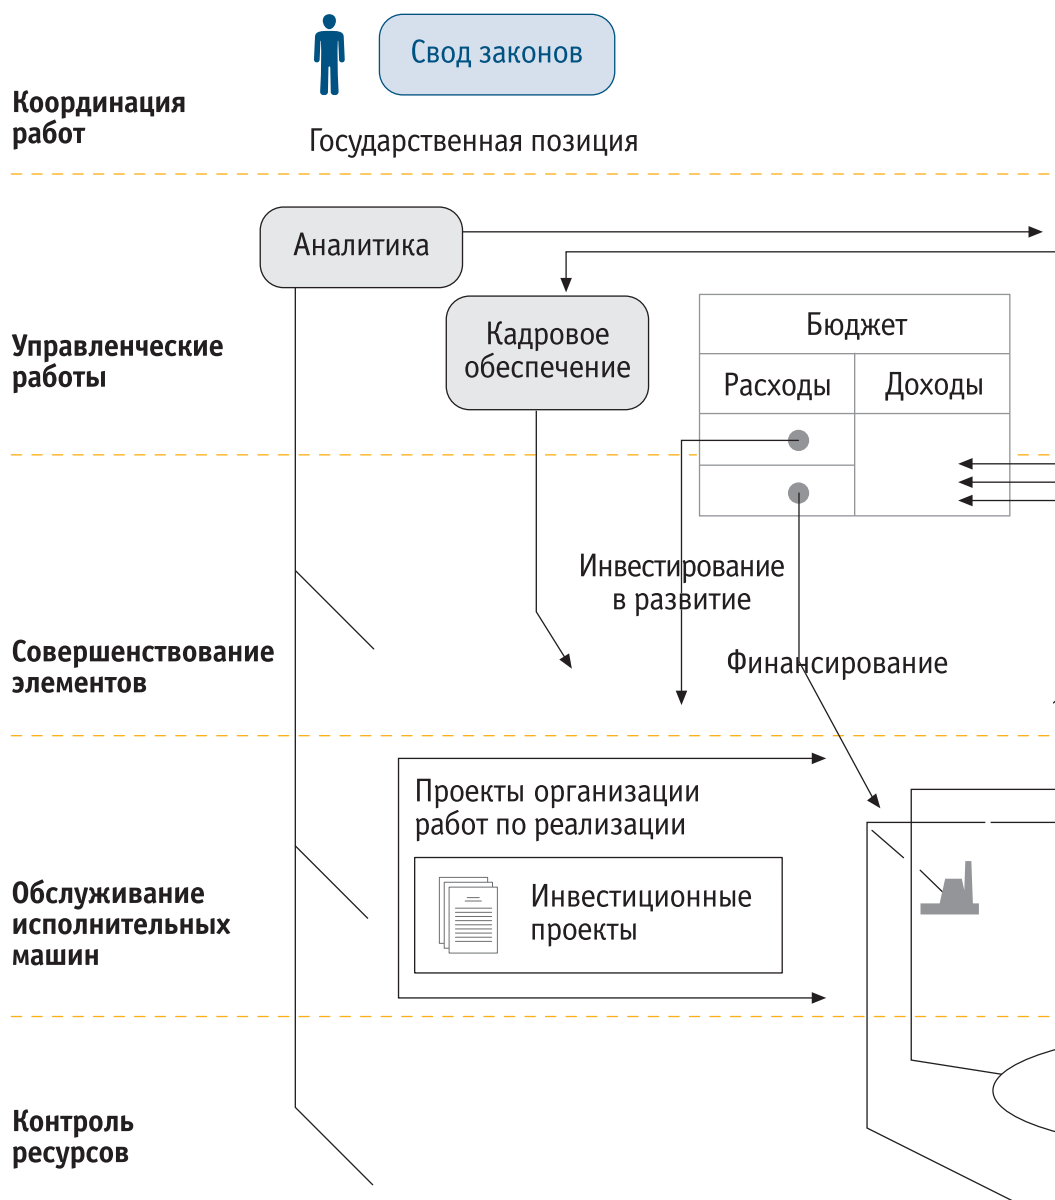 Свод законов
Координация
работ
Государственная позиция
Аналитика
Кадровое
обеспечение
Бюджет
Расходы
Доходы
Управленческие
работы
Инвестирование
в развитие
Финансирование
Совершенствование
элементов
Проекты организации
работ по реализации
Инвестиционные
проекты
Обслуживание
исполнительных
машин
Контроль
ресурсов